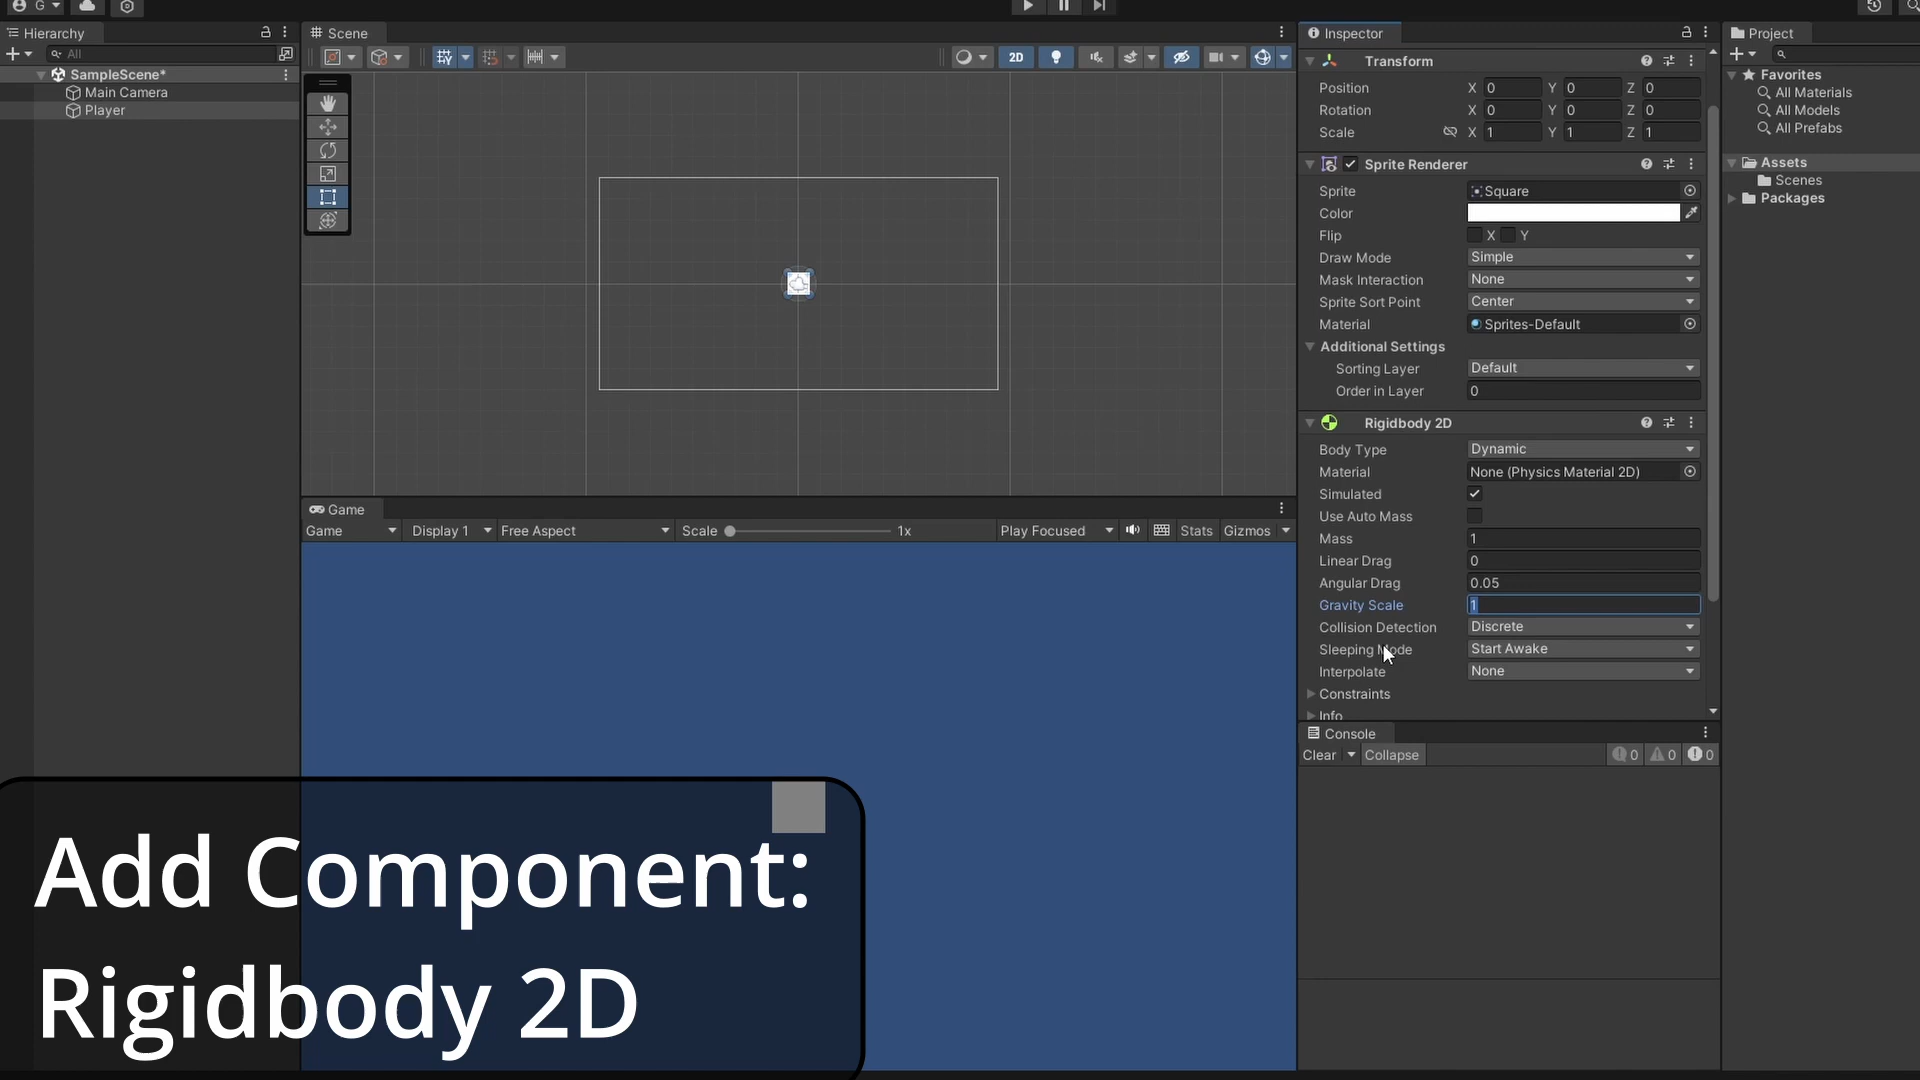 G
Hierarchy
All
SampleScene*
Main Camera
Player
Scene
2D
Game
Game
Display 1
Free Aspect
Scale
1x
Play Focused
Stats
Gizmos
Inspector
Transform
Position
X 0 Y 0 Z 0
Rotation
X 0 Y 0 Z 0
Scale
X 1 Y 1 Z 1
Sprite Renderer
Sprite
Square
Color
Flip
X Y
Draw Mode
Simple
Mask Interaction
None
Sprite Sort Point
Center
Material
Sprites-Default
Additional Settings
Sorting Layer
Default
Order in Layer
0
Rigidbody 2D
Body Type
Dynamic
Material
None (Physics Material 2D)
Simulated
Use Auto Mass
Mass
1
Linear Drag
0
Angular Drag
0.05
Gravity Scale
1
Collision Detection
Discrete
Sleeping Mode
Start Awake
Interpolate
None
Constraints
Info
Console
Clear
Collapse
0
0
0
Project
Favorites
All Materials
All Models
All Prefabs
Assets
Scenes
Packages
Add Component:
Rigidbody 2D